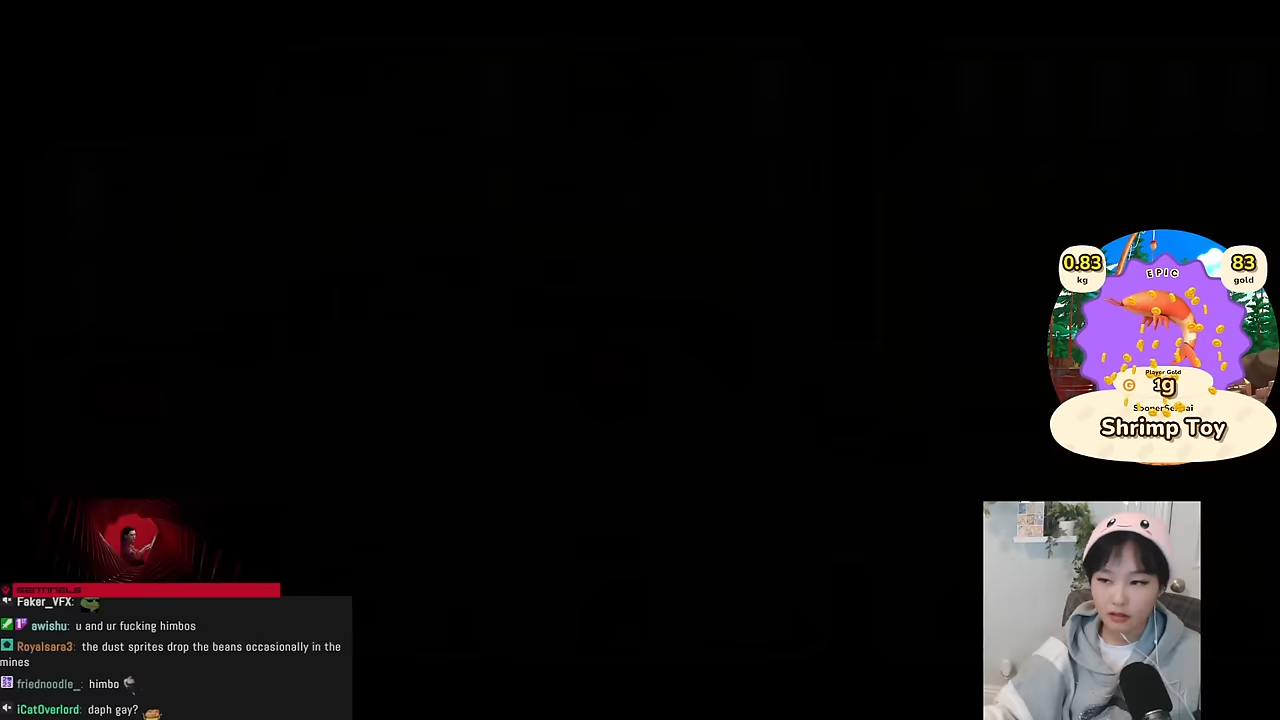 0.83
kg
EPIC
83
gold
Player Gold
G 1g
Shrimp Toy
SENTINELS
Faker_VFX:
awishu: u and ur fucking himbos
Royalsara3: the dust sprites drop the beans occasionally in the
mines
friednoodle_: himbo
iCatOverlord: daph gay?